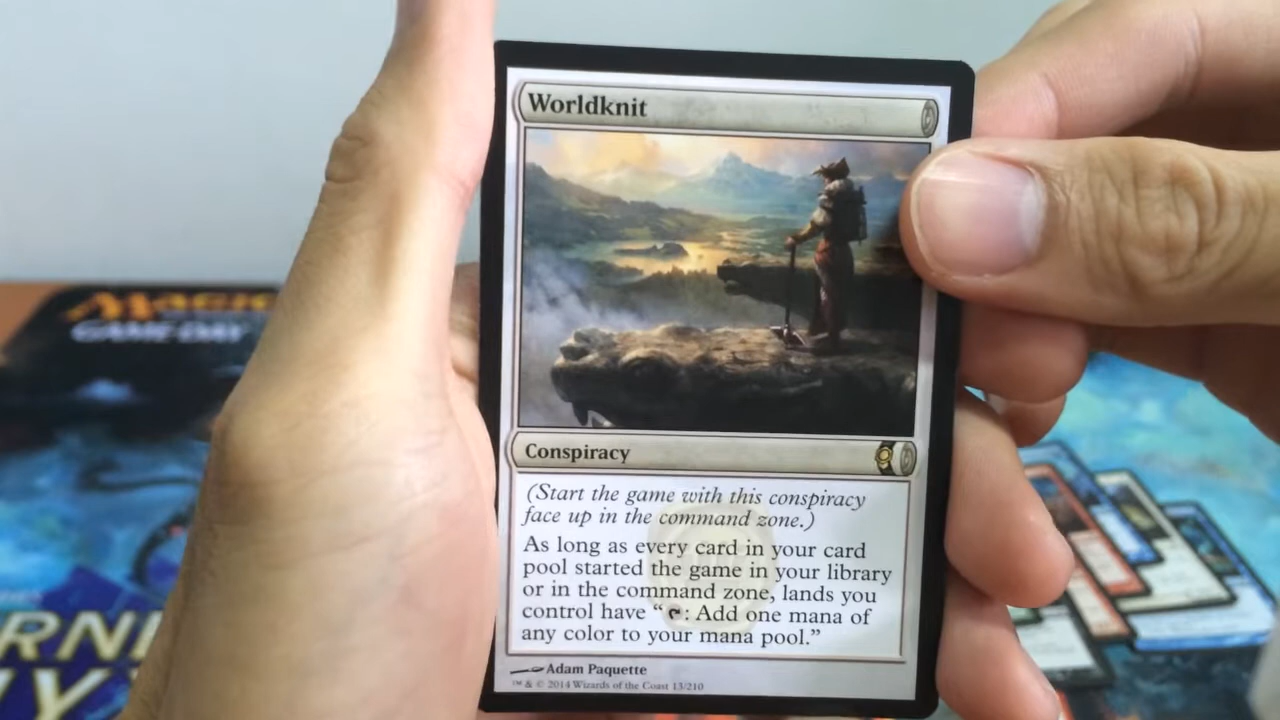 Worldknit
MAGIC
GAME DAY
Conspiracy
(Start the game with this conspiracy
face up in the command zone.)
As long as every card in your card
pool started the game in your library
or in the command zone, lands you
control have “: Add one mana of
any color to your mana pool.”
Adam Paquette
™ & © 2014 Wizards of the Coast 13/210